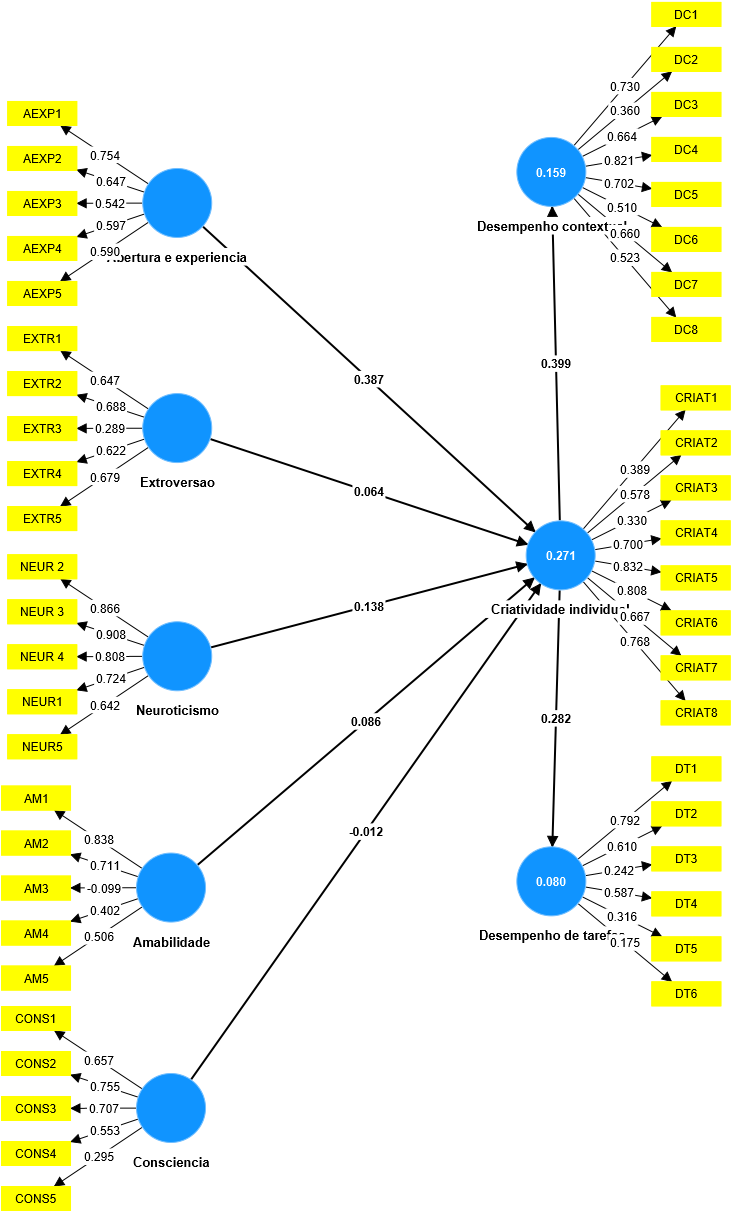 DC1
DC2
DC3
DC4
DC5
DC6
DC7
DC8
0.730
0.360
0.664
0.821
0.702
0.510
0.660
0.523
0.159
Desempenho contextual
AEXP1
AEXP2
AEXP3
AEXP4
AEXP5
0.754
0.647
0.542
0.597
0.590
Abertura e experiencia
EXTR1
EXTR2
EXTR3
EXTR4
EXTR5
0.647
0.688
0.289
0.622
0.679
Extroversao
NEUR 2
NEUR 3
NEUR 4
NEUR1
NEUR5
0.866
0.908
0.808
0.724
0.642
Neuroticismo
AM1
AM2
AM3
AM4
AM5
0.838
0.711
-0.099
0.402
0.506
Amabilidade
CONS1
CONS2
CONS3
CONS4
CONS5
0.657
0.755
0.707
0.553
0.295
Consciencia
0.387
0.064
0.138
0.086
-0.012
0.399
0.282
0.271
Criatividade individual
CRIAT1
CRIAT2
CRIAT3
CRIAT4
CRIAT5
CRIAT6
CRIAT7
CRIAT8
0.389
0.578
0.330
0.700
0.832
0.808
0.667
0.768
0.080
Desempenho de tarefas
DT1
DT2
DT3
DT4
DT5
DT6
0.792
0.610
0.242
0.587
0.316
0.175